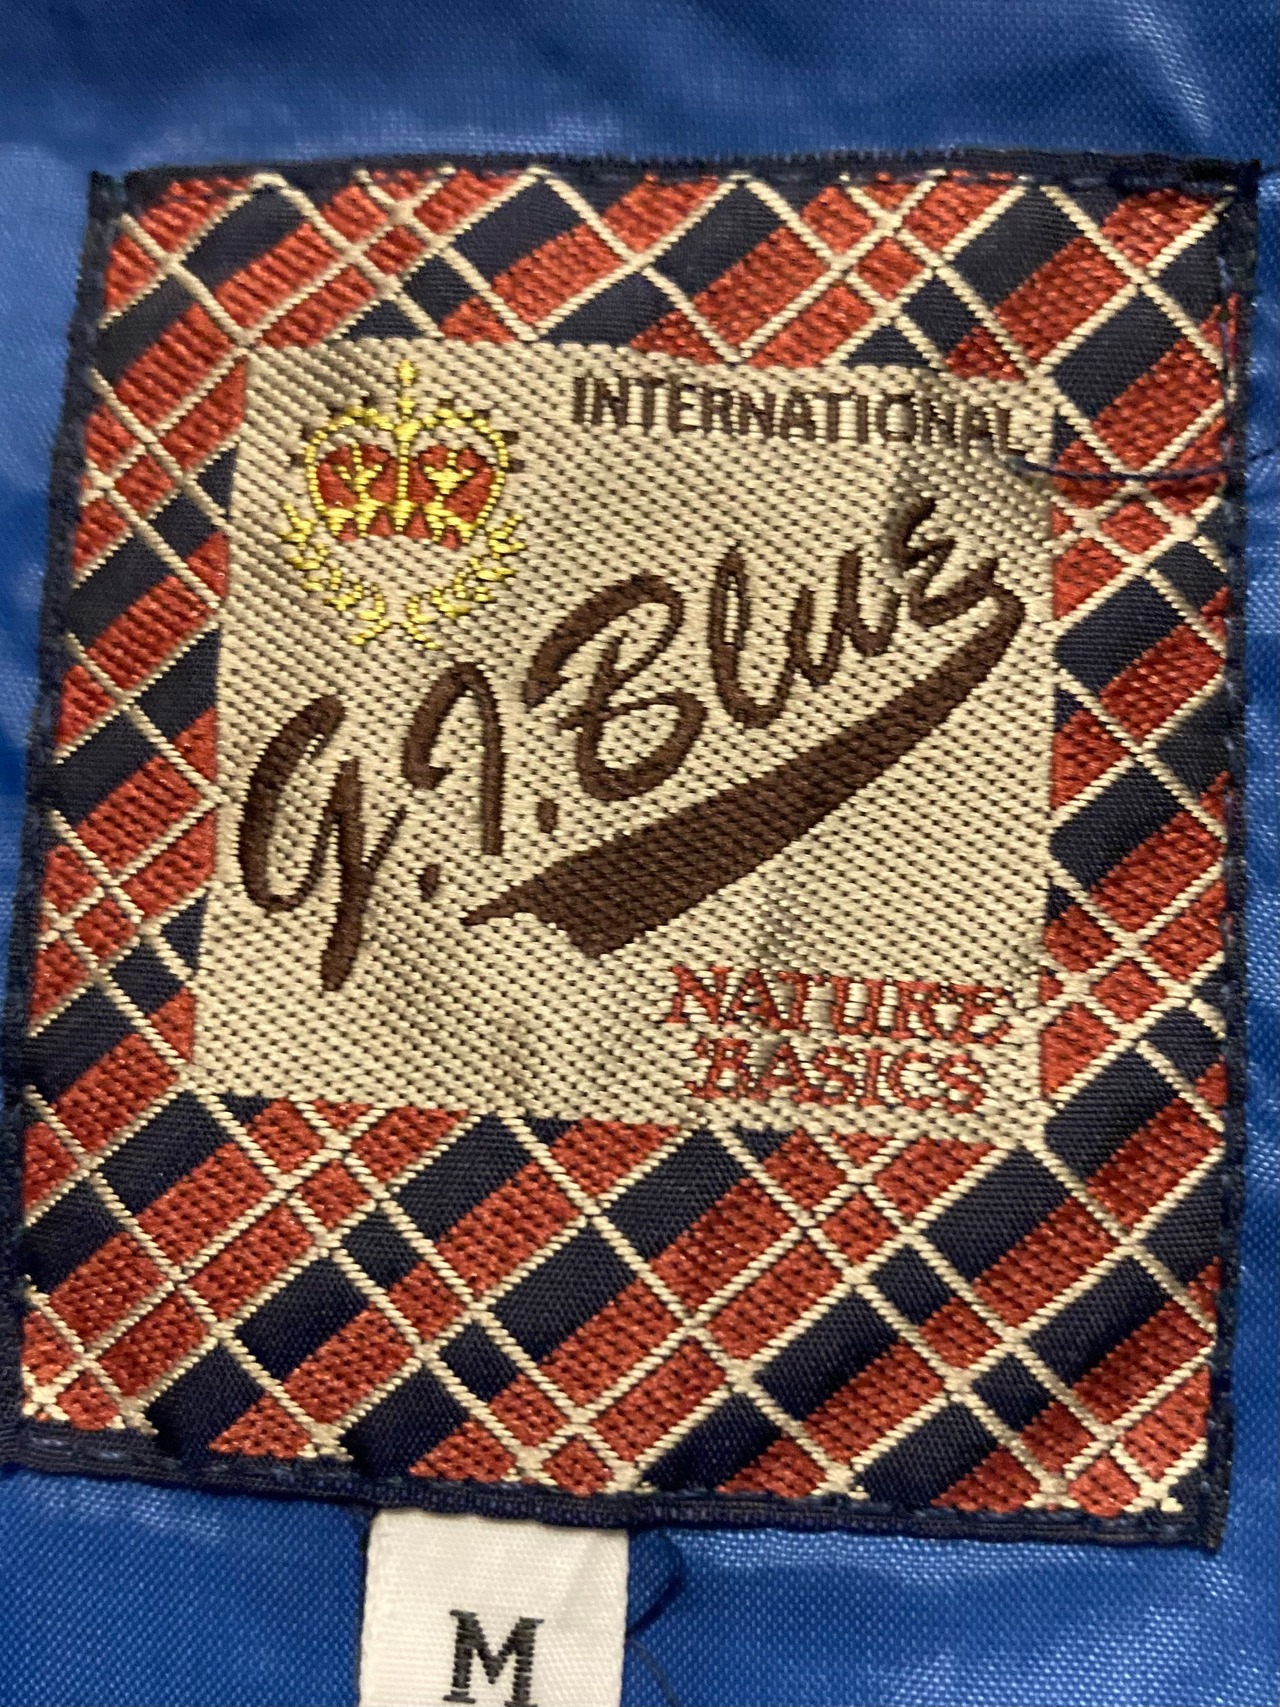 INTERNATIONAL
G.J. Blue
NATURE
BASICS
M